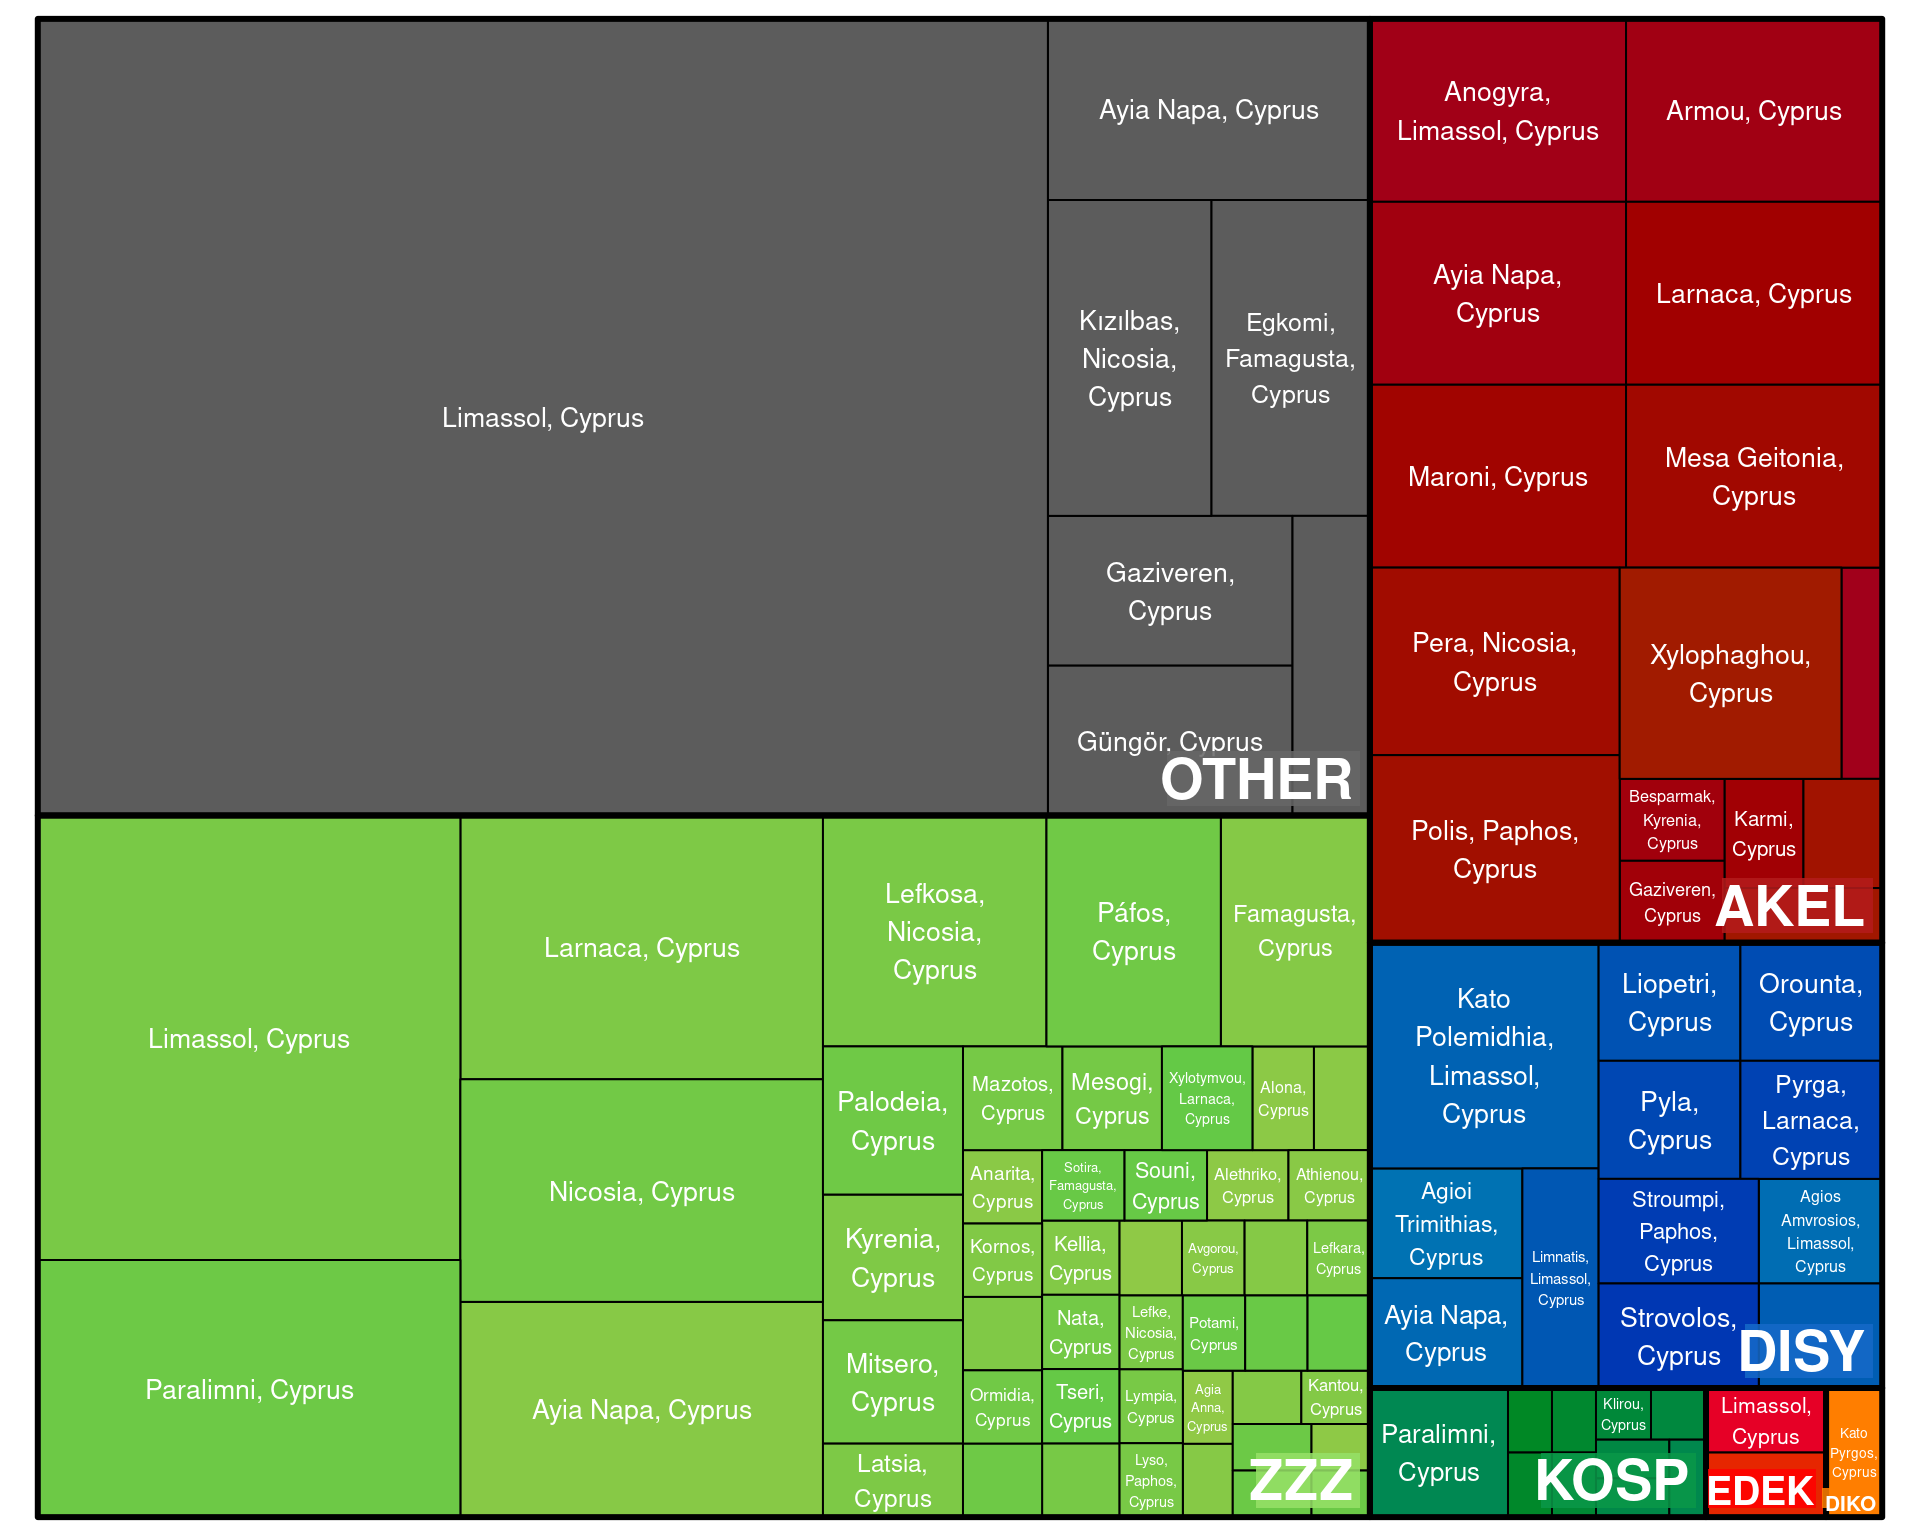 Limassol, Cyprus
Ayia Napa, Cyprus
Kızılbas,
Nicosia,
Cyprus
Egkomi,
Famagusta,
Cyprus
Gaziveren,
Cyprus
Güngör, Cyprus
OTHER
Anogyra,
Limassol, Cyprus
Armou, Cyprus
Ayia Napa,
Cyprus
Larnaca, Cyprus
Maroni, Cyprus
Mesa Geitonia,
Cyprus
Pera, Nicosia,
Cyprus
Xylophaghou,
Cyprus
Polis, Paphos,
Cyprus
Besparmak,
Kyrenia,
Cyprus
Karmi,
Cyprus
Gaziveren,
Cyprus
AKEL
Limassol, Cyprus
Larnaca, Cyprus
Lefkosa,
Nicosia,
Cyprus
Páfos,
Cyprus
Famagusta,
Cyprus
Nicosia, Cyprus
Paralimni, Cyprus
Ayia Napa, Cyprus
Palodeia,
Cyprus
Mazotos,
Cyprus
Mesogi,
Cyprus
Xylotymvou,
Larnaca,
Cyprus
Alona,
Cyprus
Anarita,
Cyprus
Sotira,
Famagusta,
Cyprus
Souni,
Cyprus
Alethriko,
Cyprus
Athienou,
Cyprus
Kyrenia,
Cyprus
Kornos,
Cyprus
Kellia,
Cyprus
Avgorou,
Cyprus
Lefkara,
Cyprus
Nata,
Cyprus
Lefke,
Nicosia,
Cyprus
Potami,
Cyprus
Mitsero,
Cyprus
Ormidia,
Cyprus
Tseri,
Cyprus
Lympia,
Cyprus
Agia
Anna,
Cyprus
Kantou,
Cyprus
Latsia,
Cyprus
Lyso,
Paphos,
Cyprus
ZZZ
Kato
Polemidhia,
Limassol,
Cyprus
Liopetri,
Cyprus
Orounta,
Cyprus
Pyla,
Cyprus
Pyrga,
Larnaca,
Cyprus
Agioi
Trimithias,
Cyprus
Limnatis,
Limassol,
Cyprus
Stroumpi,
Paphos,
Cyprus
Agios
Amvrosios,
Limassol,
Cyprus
Ayia Napa,
Cyprus
Strovolos,
Cyprus
DISY
Paralimni,
Cyprus
Klirou,
Cyprus
KOSP
Limassol,
Cyprus
EDEK
Kato
Pyrgos,
Cyprus
DIKO